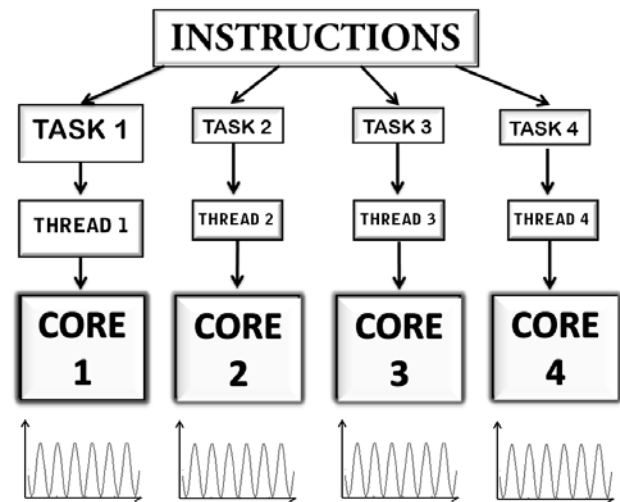 INSTRUCTIONS
TASK 1
TASK 2
TASK 3
TASK 4
THREAD 1
THREAD 2
THREAD 3
THREAD 4
CORE
1
CORE
2
CORE
3
CORE
4